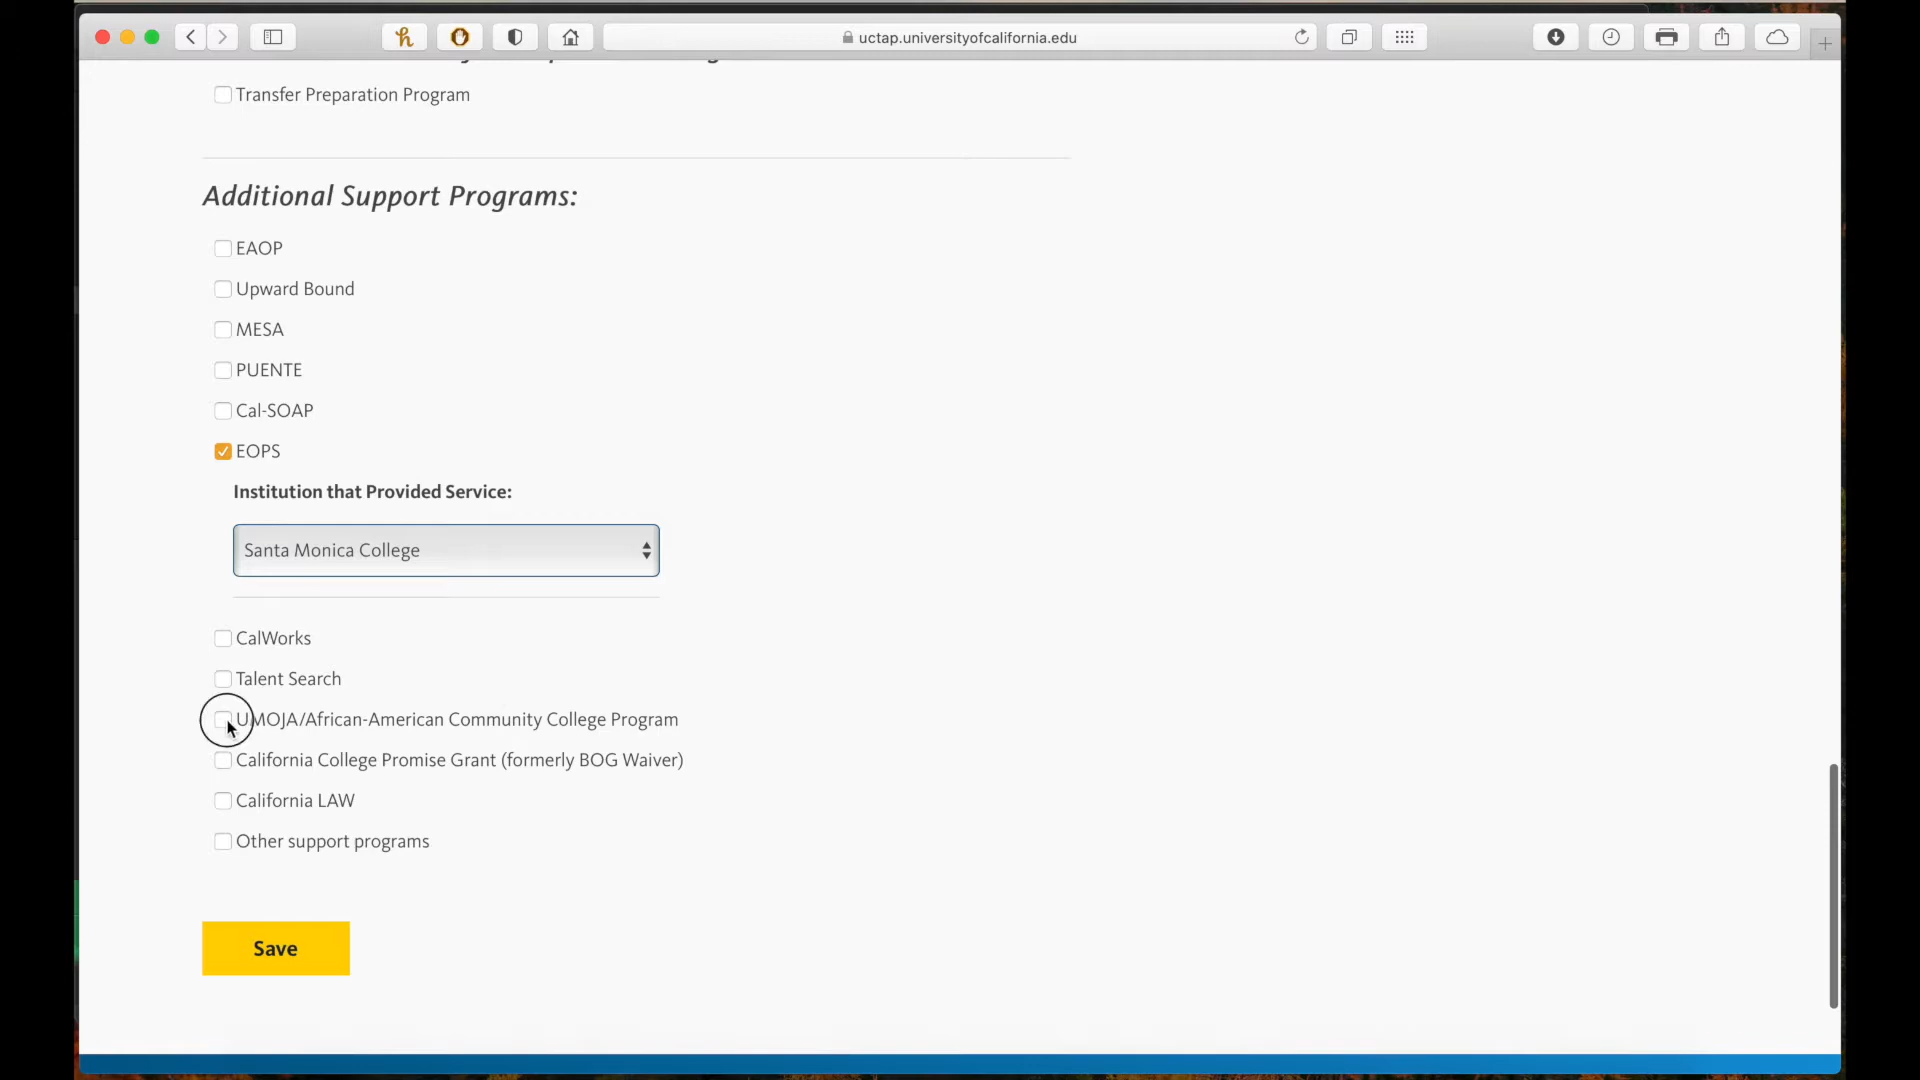 uctap.universityofcalifornia.edu
Transfer Preparation Program
Additional Support Programs:
EAOP
Upward Bound
MESA
PUENTE
Cal-SOAP
EOPS
Institution that Provided Service:
Santa Monica College
CalWorks
Talent Search
UMOJA/African-American Community College Program
California College Promise Grant (formerly BOG Waiver)
California LAW
Other support programs
Save